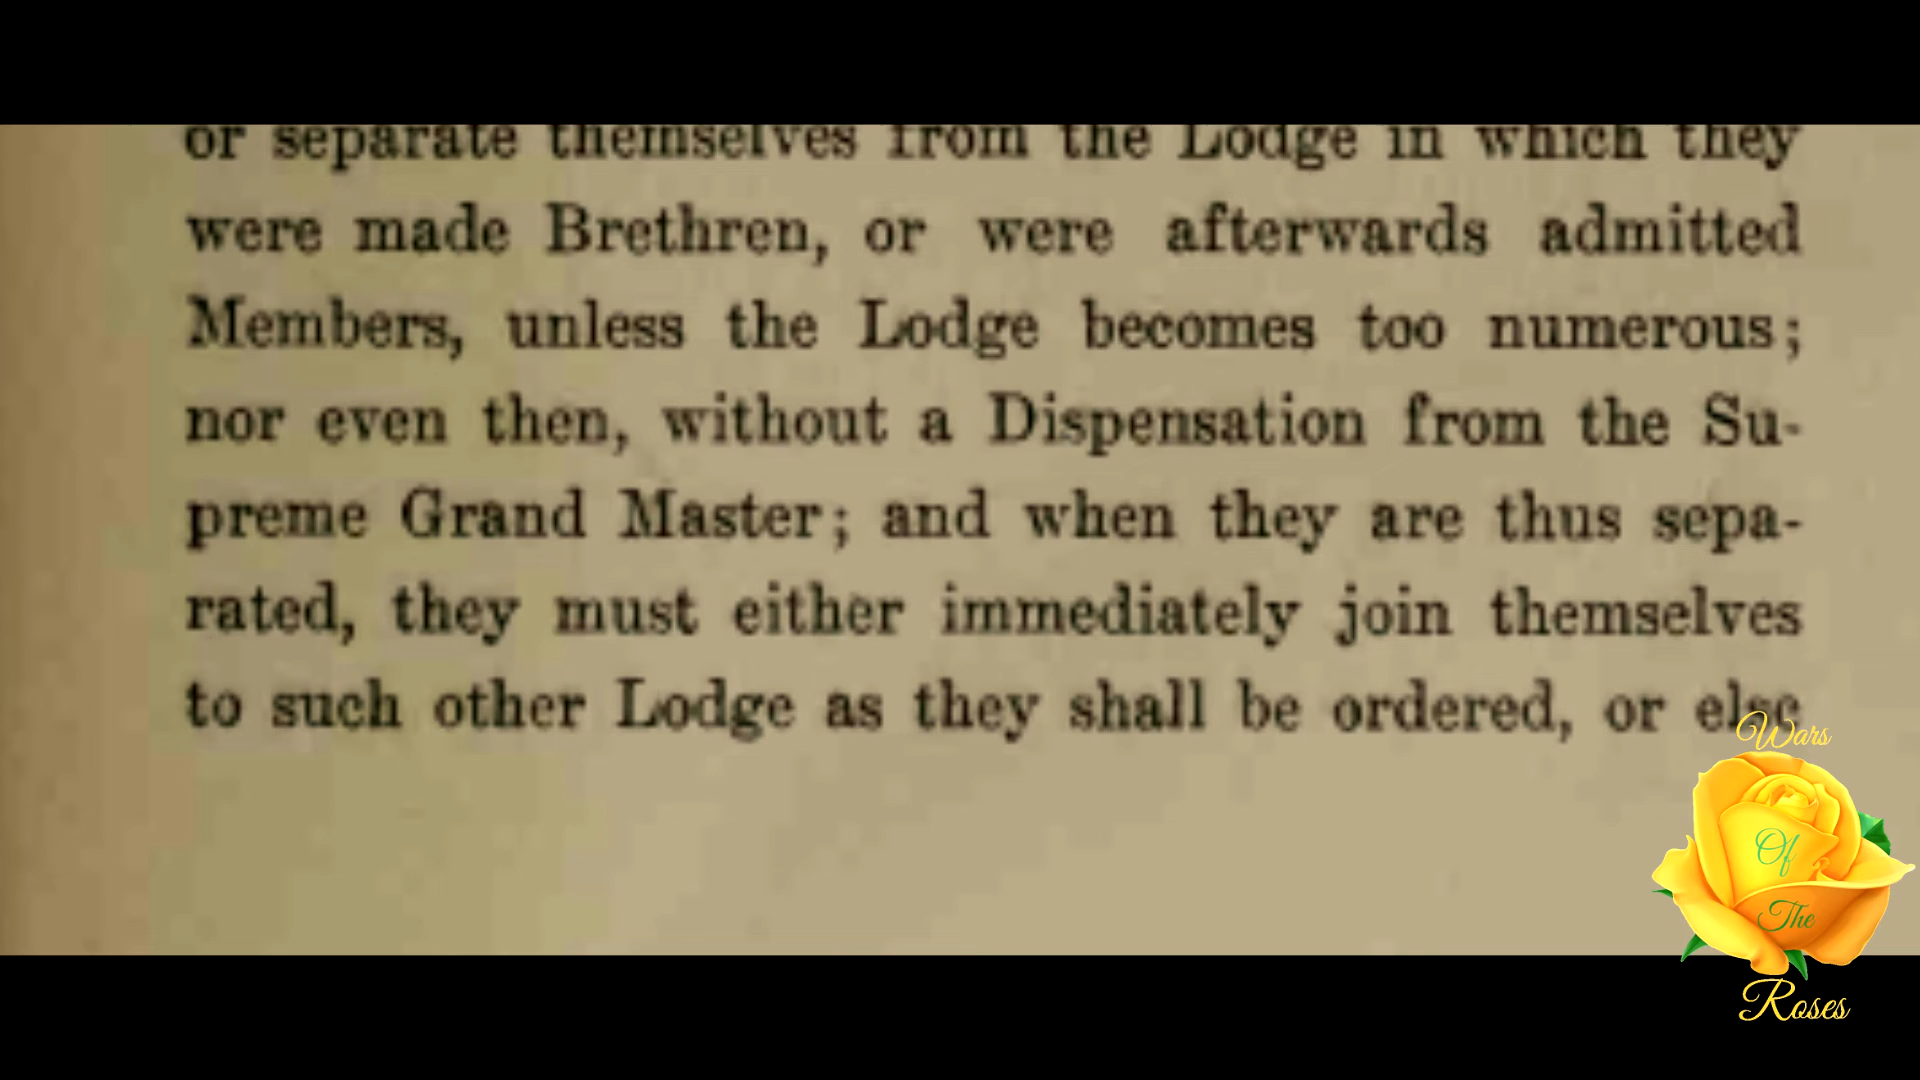 or separate themselves from the Lodge in which they
were made Brethren, or were afterwards admitted
Members, unless the Lodge becomes too numerous;
nor even then, without a Dispensation from the Su-
preme Grand Master; and when they are thus sepa-
rated, they must either immediately join themselves
to such other Lodge as they shall be ordered, or else
Wars
Of
The
Roses